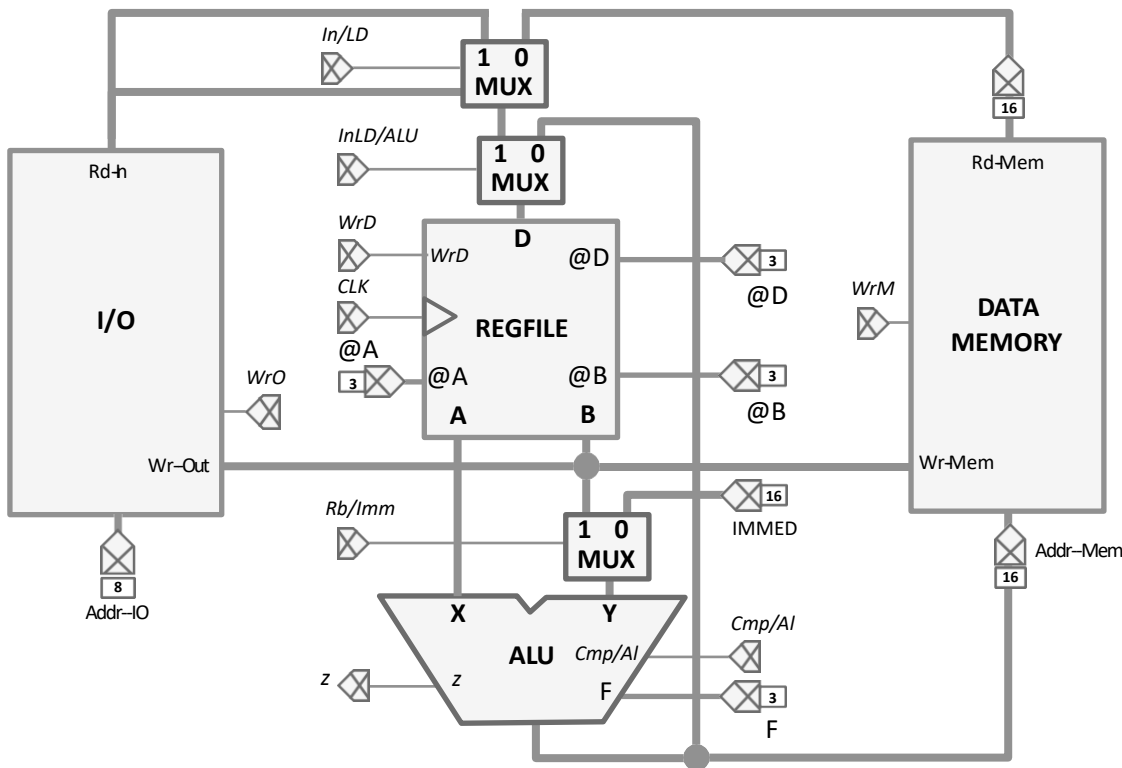 In/LD
1 0
MUX
16
InLD/ALU
1 0
MUX
Rd-In
Rd-Mem
WrD
WrD
D
@D
3
@D
CLK
WrM
I/O
REGFILE
DATA
MEMORY
@A
3
@A
@B
3
@B
WrO
A
B
Wr-Out
Wr-Mem
Rb/Imm
1 0
MUX
16
IMMED
8
Addr-IO
Addr-Mem
16
X
Y
ALU
Cmp/Al
Cmp/Al
z
z
F
3
F